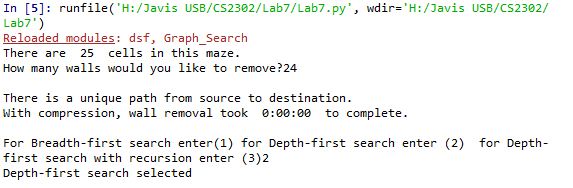 In [5]: runfile('H:/Javis USB/CS2302/Lab7/Lab7.py', wdir='H:/Javis USB/CS2302/
Lab7')
Reloaded modules: dsf, Graph_Search
There are  25  cells in this maze.
How many walls would you like to remove?24
There is a unique path from source to destination.
With compression, wall removal took  0:00:00  to complete.
For Breadth-first search enter(1) for Depth-first search enter (2)  for Depth-
first search with recursion enter (3)2
Depth-first search selected